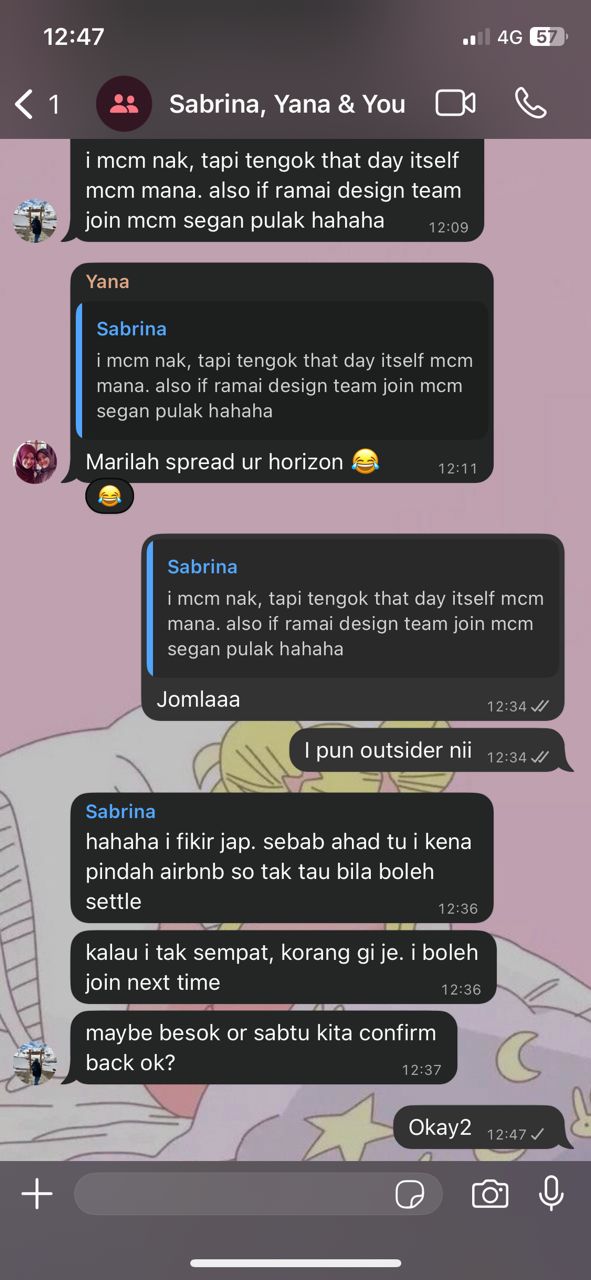 12:47
4G 57
1
Sabrina, Yana & You
i mcm nak, tapi tengok that day itself
mcm mana. also if ramai design team
join mcm segan pulak hahaha
12:09
Yana
Sabrina
i mcm nak, tapi tengok that day itself mcm
mana. also if ramai design team join mcm
segan pulak hahaha
Marilah spread ur horizon 😂
12:11
😂
Sabrina
i mcm nak, tapi tengok that day itself mcm
mana. also if ramai design team join mcm
segan pulak hahaha
Jomlaaa
12:34
I pun outsider nii
12:34
Sabrina
hahaha i fikir jap. sebab ahad tu i kena
pindah airbnb so tak tau bila boleh
settle
12:36
kalau i tak sempat, korang gi je. i boleh
join next time
12:36
maybe besok or sabtu kita confirm
back ok?
12:37
Okay2
12:47